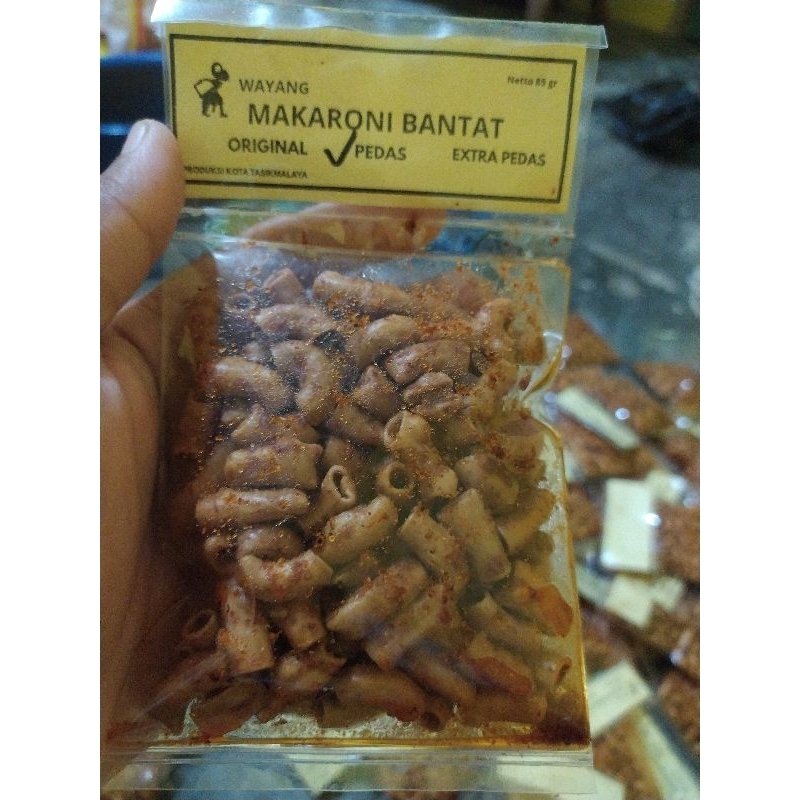 WAYANG
Netto 85 gr
MAKARONI BANTAT
ORIGINAL PEDAS EXTRA PEDAS
PRODUKSI KOTA TASIKMALAYA